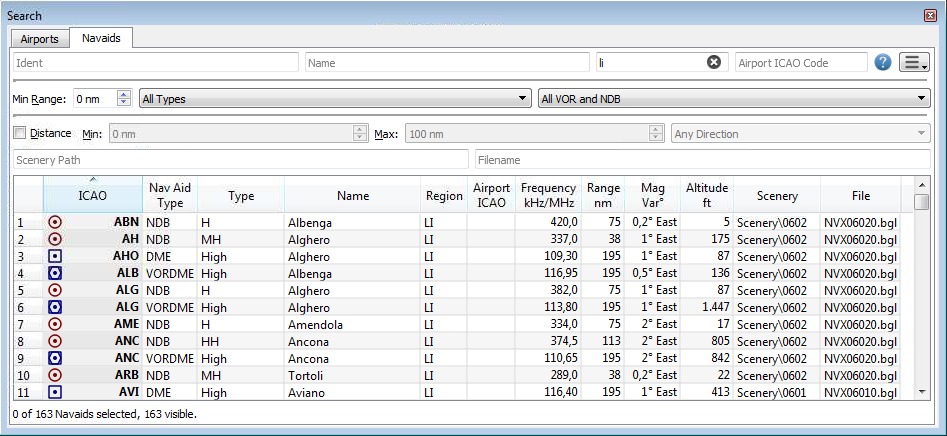 Search
Airports Navaids
Ident Name li Airport ICAO Code ?
Min Range: 0 nm All Types All VOR and NDB
Distance Min: 0 nm Max: 100 nm Any Direction
Scenery Path Filename
ICAO Nav Aid Type Type Name Region Airport ICAO Frequency kHz/MHz Range nm Mag Var° Altitude ft Scenery File
1 ABN NDB H Albenga LI 420,0 75 0,2° East 5 Scenery\0602 NVX06020.bgl
2 AH NDB MH Alghero LI 337,0 38 1° East 175 Scenery\0602 NVX06020.bgl
3 AHO DME High Alghero LI 109,30 195 1° East 87 Scenery\0602 NVX06020.bgl
4 ALB VORDME High Albenga LI 116,95 195 0,5° East 136 Scenery\0602 NVX06020.bgl
5 ALG NDB H Alghero LI 382,0 75 1° East 87 Scenery\0602 NVX06020.bgl
6 ALG VORDME High Alghero LI 113,80 195 1° East 1.447 Scenery\0602 NVX06020.bgl
7 AME NDB H Amendola LI 334,0 75 2° East 17 Scenery\0602 NVX06020.bgl
8 ANC NDB HH Ancona LI 374,5 113 2° East 805 Scenery\0602 NVX06020.bgl
9 ANC VORDME High Ancona LI 110,65 195 2° East 842 Scenery\0602 NVX06020.bgl
10 ARB NDB MH Tortoli LI 289,0 38 0,2° East 22 Scenery\0602 NVX06020.bgl
11 AVI DME High Aviano LI 116,40 195 1° East 413 Scenery\0601 NVX06010.bgl
0 of 163 Navaids selected, 163 visible.